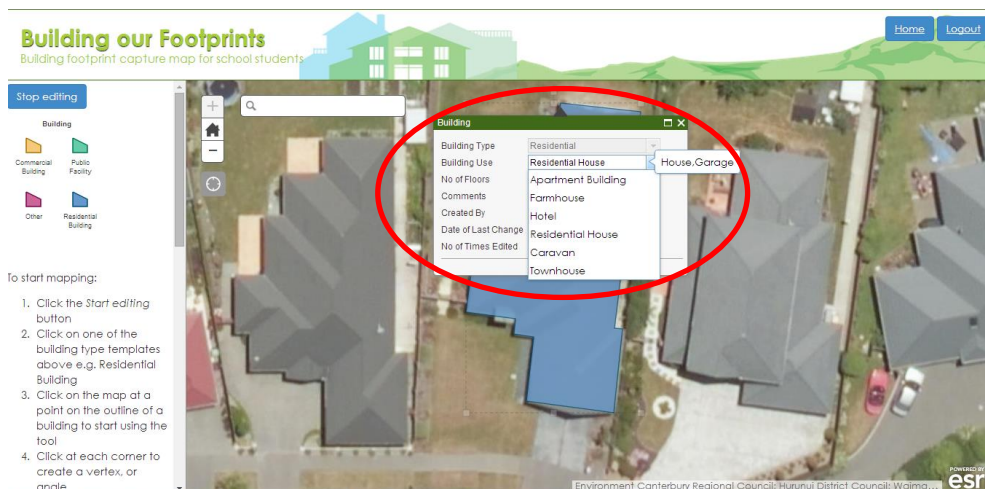 Building our Footprints
Building footprint capture map for school students
Home
Logout
Stop editing
Building
Commercial
Building
Public
Facility
Other
Residential
Building
To start mapping:
1. Click the Start editing
button
2. Click on one of the
building type templates
above e.g. Residential
Building
3. Click on the map at a
point on the outline of a
building to start using the
tool
4. Click at each corner to
create a vertex, or
angle
+
−
Building
Building Type Residential
Building Use Residential House
House,Garage
No of Floors
Comments
Created By
Date of Last Change
No of Times Edited
Apartment Building
Farmhouse
Hotel
Residential House
Caravan
Townhouse
Environment Canterbury Regional Council; Hurunui District Council; Waima...
POWERED BY
esri